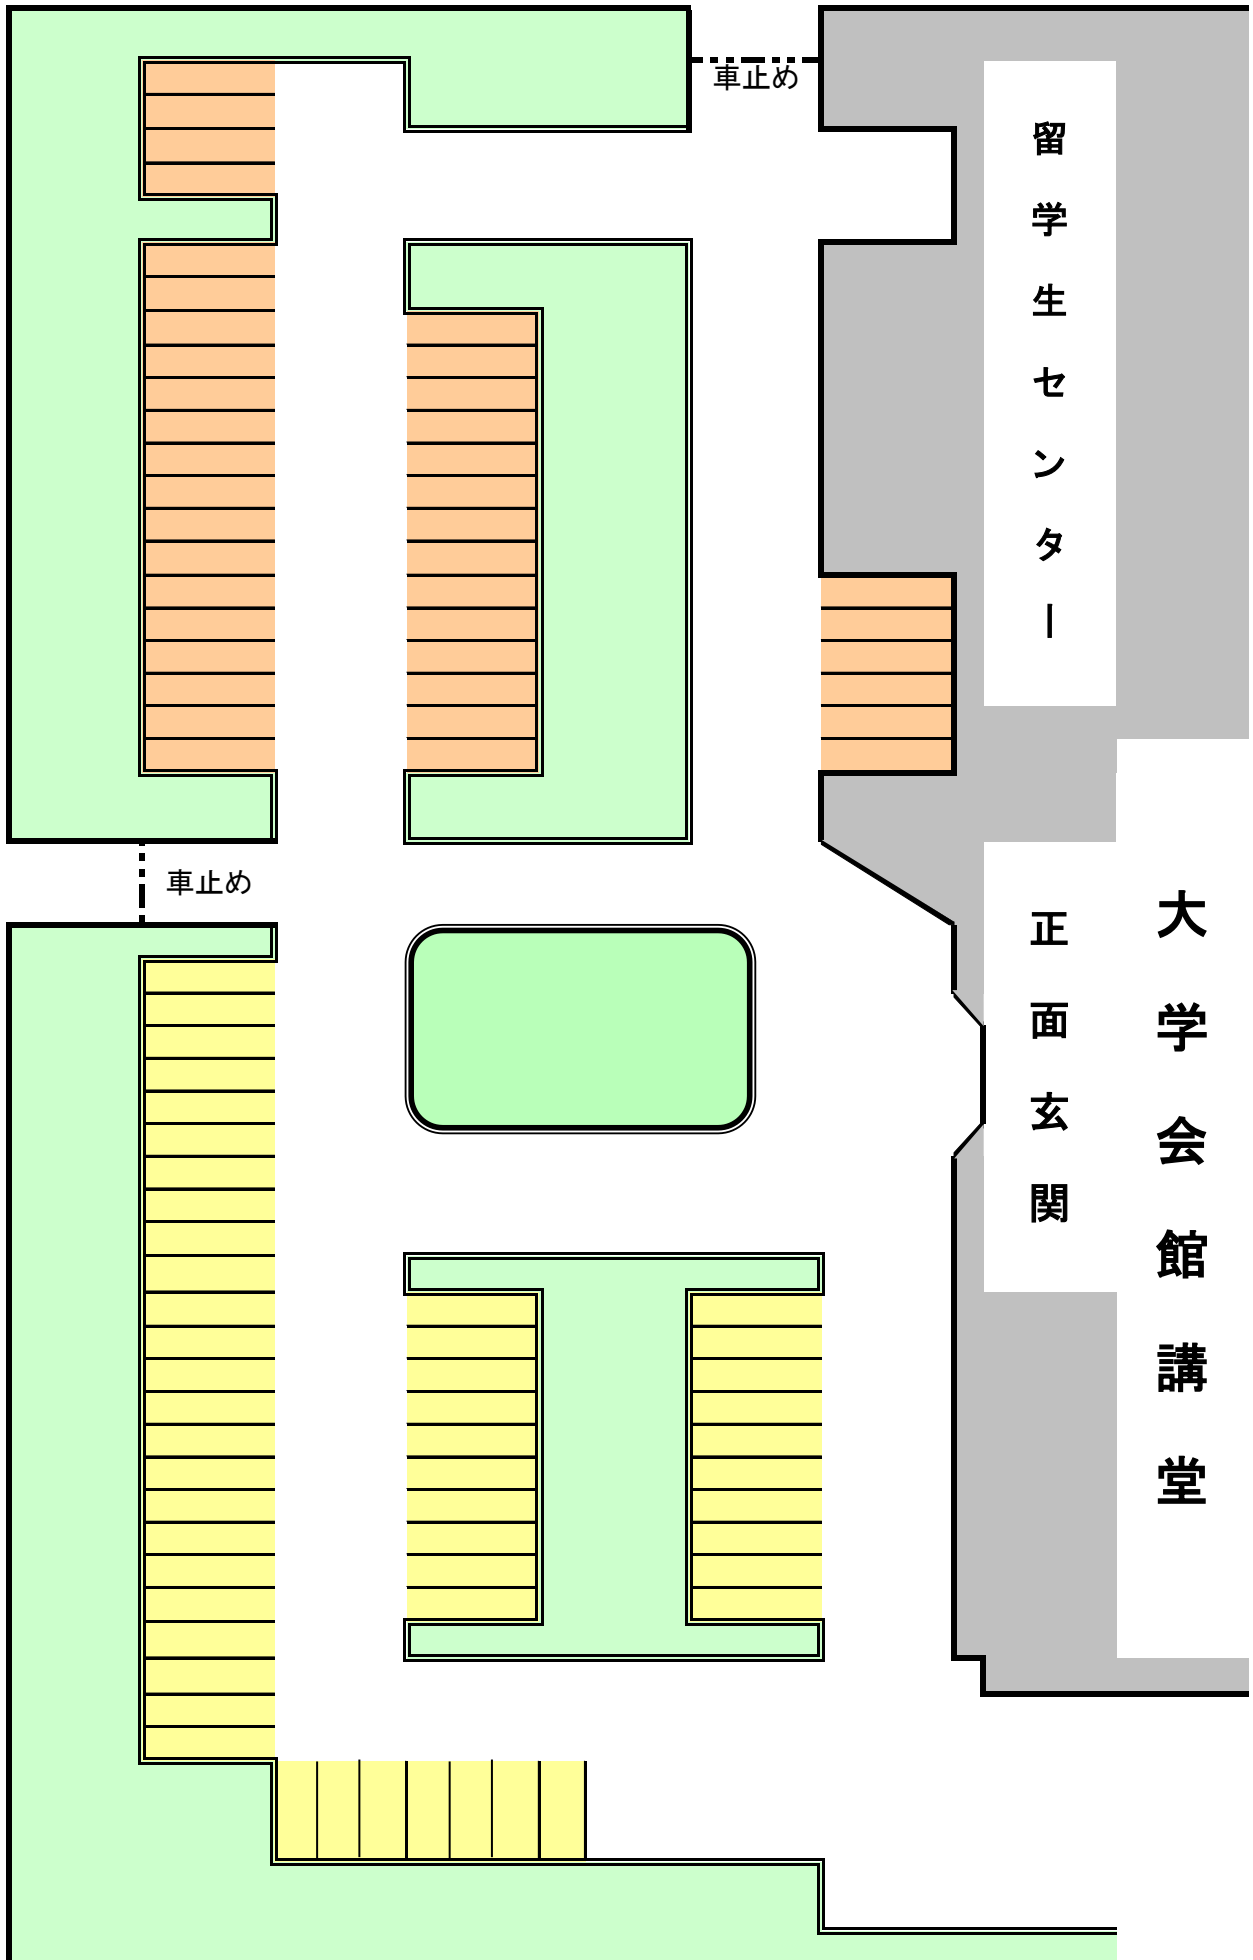 車止め
留学生センター
車止め
正面玄関
大学会館講堂